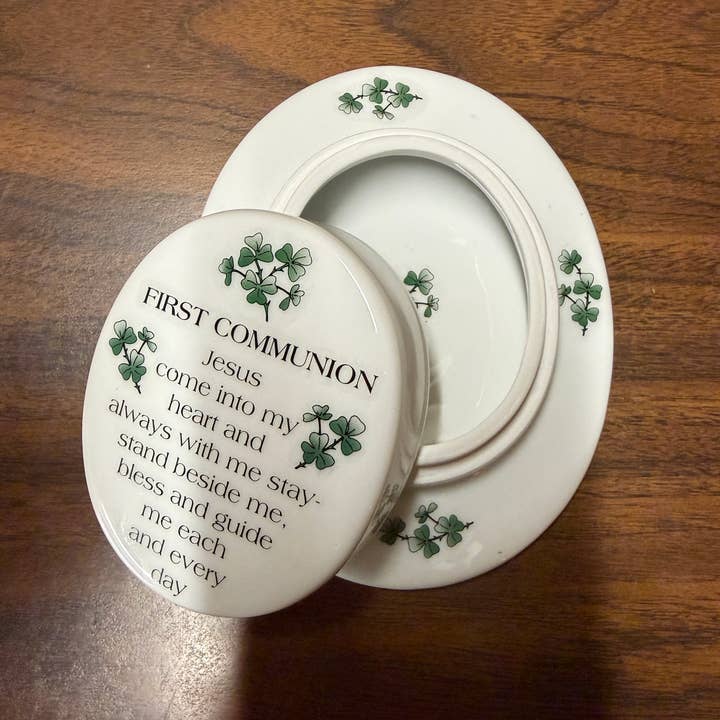 FIRST COMMUNION
Jesus
come into my
heart and
always with me stay-
stand beside me,
bless and guide
me each
and every
day